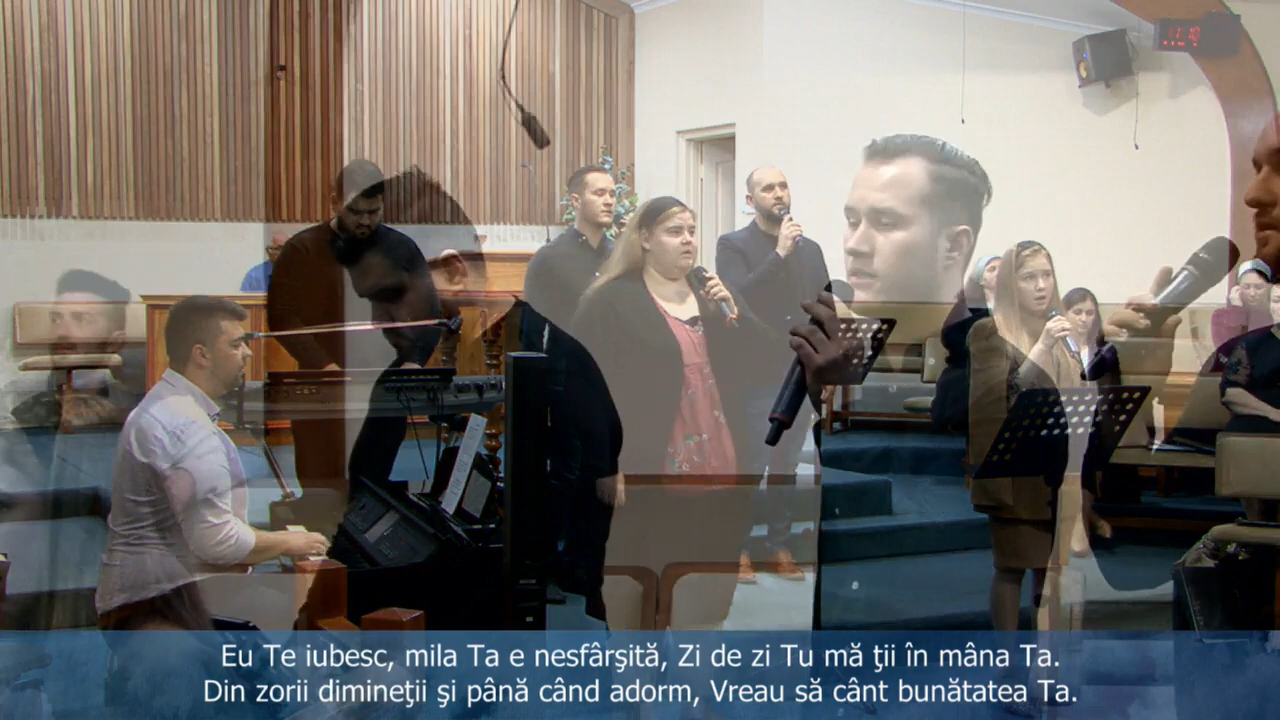 Eu Te iubesc, mila Ta e nesfârşită, Zi de zi Tu mă ţii în mâna Ta.
Din zorii dimineţii şi până când adorm, Vreau să cânt bunătatea Ta.